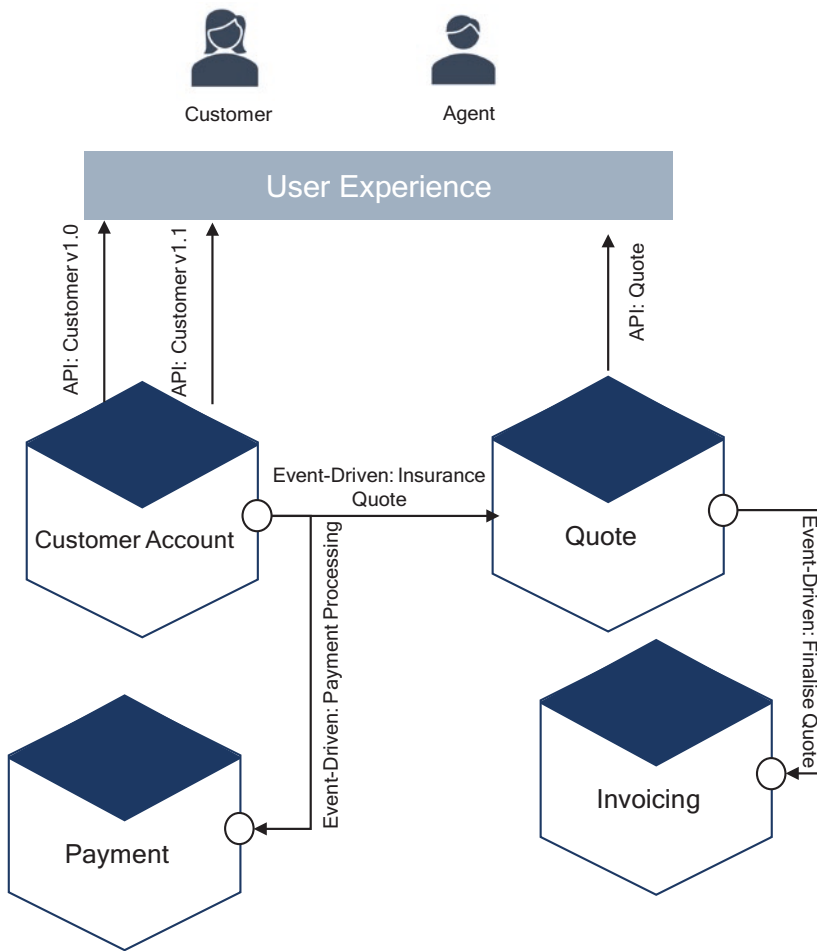 Customer
Agent
User Experience
API: Customer v1.0
API: Customer v1.1
API: Quote
Event-Driven: Insurance
Quote
Customer Account
Quote
Event-Driven: Payment Processing
Event-Driven: Finalise Quote
Payment
Invoicing